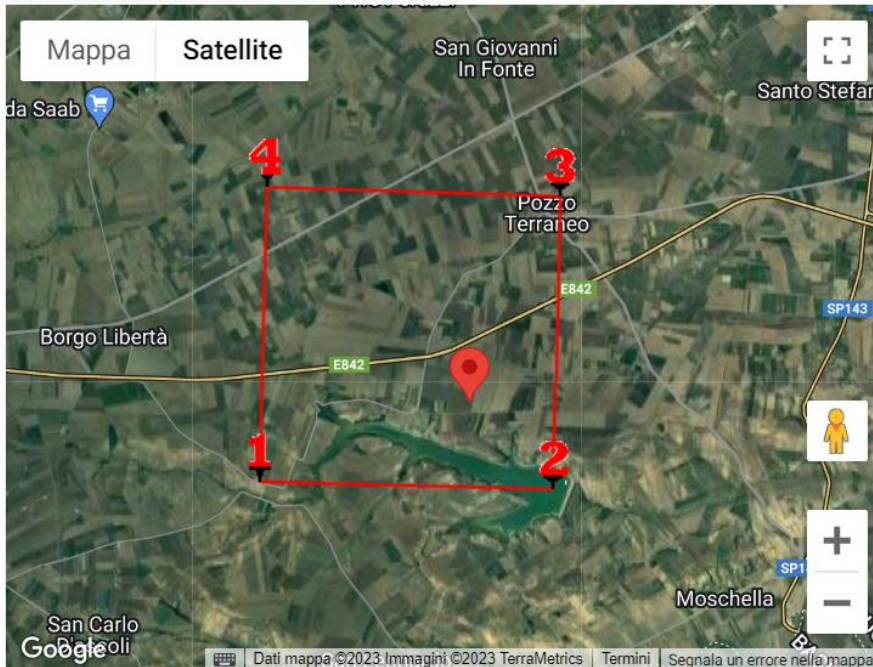 Mappa
Satellite
San Giovanni
In Fonte
Santo Stefan
da Saab
4
3
Pozzo
Terraneo
E842
SP143
Borgo Libertà
E842
1
2
Moschella
San Carlo
D'ascoli
Google
Dati mappa ©2023 Immagini ©2023 TerraMetrics
Termini
Segnala un errore nella mappa